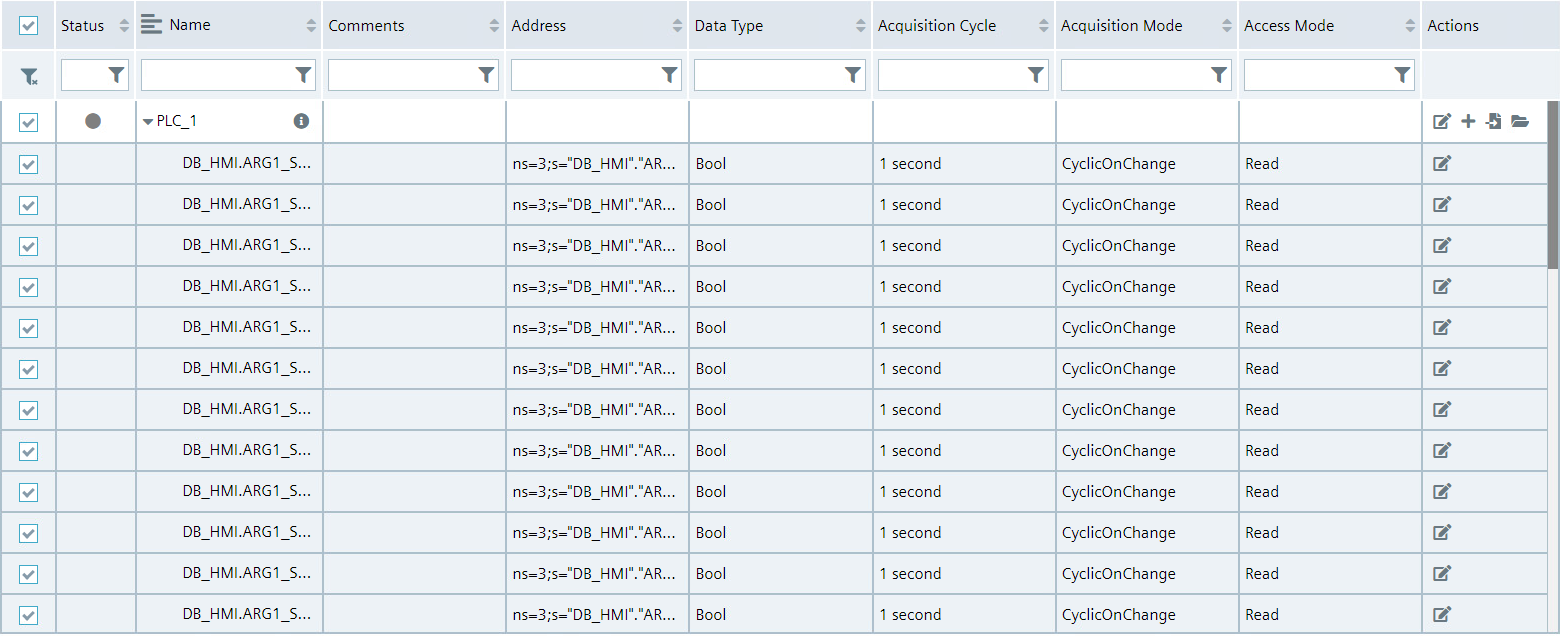 Status Name Comments Address Data Type Acquisition Cycle Acquisition Mode Access Mode Actions
PLC_1
DB_HMI.ARG1_S... ns=3;s="DB_HMI"."AR... Bool 1 second CyclicOnChange Read
DB_HMI.ARG1_S... ns=3;s="DB_HMI"."AR... Bool 1 second CyclicOnChange Read
DB_HMI.ARG1_S... ns=3;s="DB_HMI"."AR... Bool 1 second CyclicOnChange Read
DB_HMI.ARG1_S... ns=3;s="DB_HMI"."AR... Bool 1 second CyclicOnChange Read
DB_HMI.ARG1_S... ns=3;s="DB_HMI"."AR... Bool 1 second CyclicOnChange Read
DB_HMI.ARG1_S... ns=3;s="DB_HMI"."AR... Bool 1 second CyclicOnChange Read
DB_HMI.ARG1_S... ns=3;s="DB_HMI"."AR... Bool 1 second CyclicOnChange Read
DB_HMI.ARG1_S... ns=3;s="DB_HMI"."AR... Bool 1 second CyclicOnChange Read
DB_HMI.ARG1_S... ns=3;s="DB_HMI"."AR... Bool 1 second CyclicOnChange Read
DB_HMI.ARG1_S... ns=3;s="DB_HMI"."AR... Bool 1 second CyclicOnChange Read
DB_HMI.ARG1_S... ns=3;s="DB_HMI"."AR... Bool 1 second CyclicOnChange Read
DB_HMI.ARG1_S... ns=3;s="DB_HMI"."AR... Bool 1 second CyclicOnChange Read